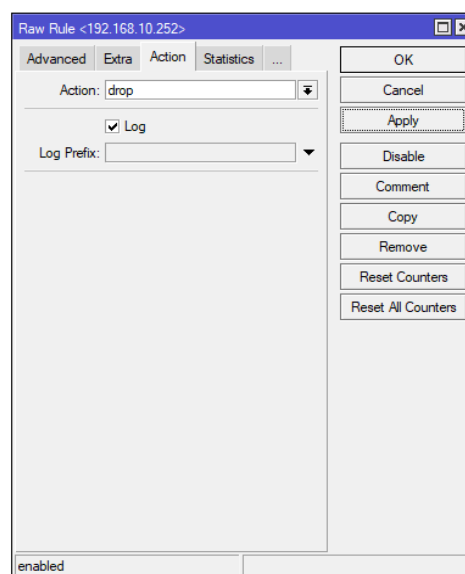 Raw Rule <192.168.10.252>
Advanced Extra Action Statistics ...
Action: drop
Log
Log Prefix:
OK
Cancel
Apply
Disable
Comment
Copy
Remove
Reset Counters
Reset All Counters
enabled